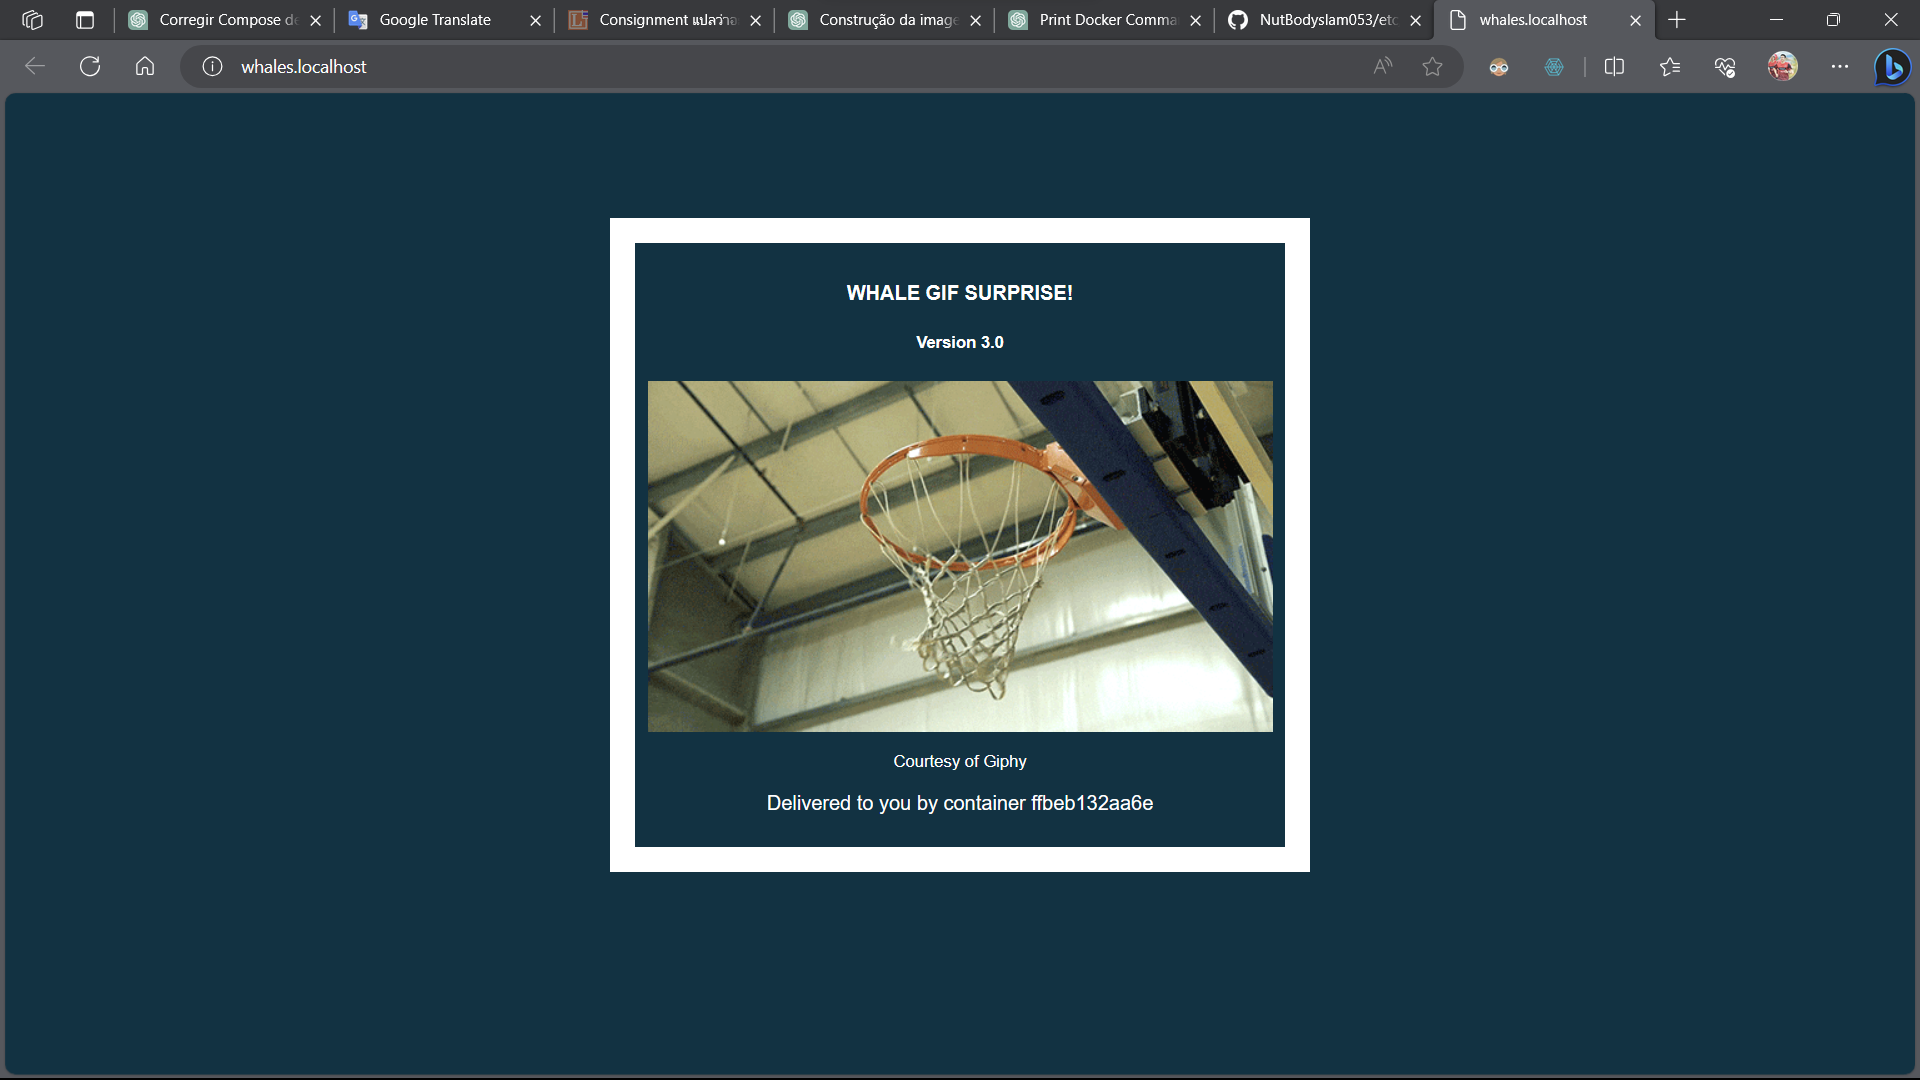 Corregir Compose de
Google Translate
Consignment แปลว่าอ
Construção da image
Print Docker Comma
NutBodyslam053/etc
whales.localhost
whales.localhost
WHALE GIF SURPRISE!
Version 3.0
Courtesy of Giphy
Delivered to you by container ffbeb132aa6e